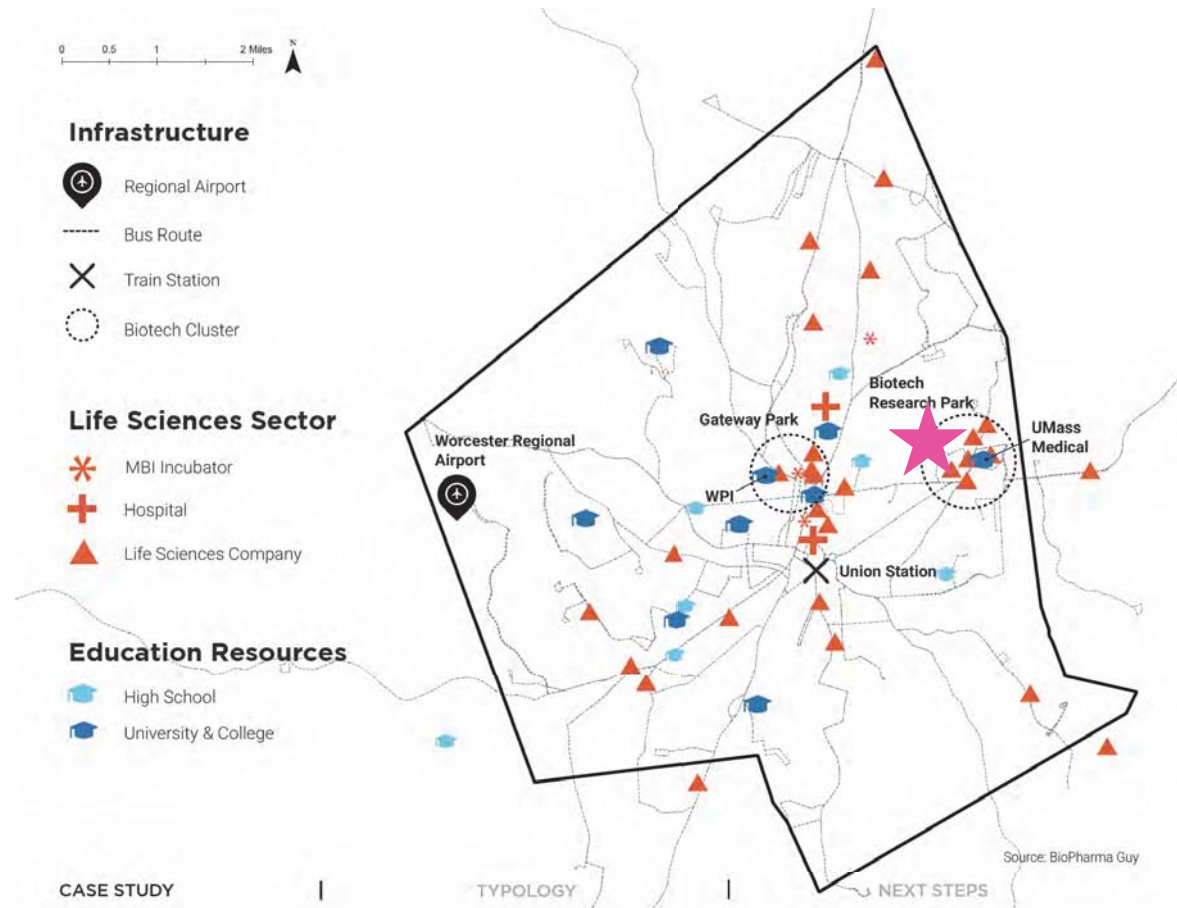 0 0.5 1 2 Miles
N
Infrastructure
Regional Airport
Bus Route
Train Station
Biotech Cluster
Life Sciences Sector
MBI Incubator
Hospital
Life Sciences Company
Education Resources
High School
University & College
Worcester Regional
Airport
Gateway Park
WPI
Biotech
Research Park
UMass
Medical
Union Station
Source: BioPharma Guy
CASE STUDY | TYPOLOGY | NEXT STEPS